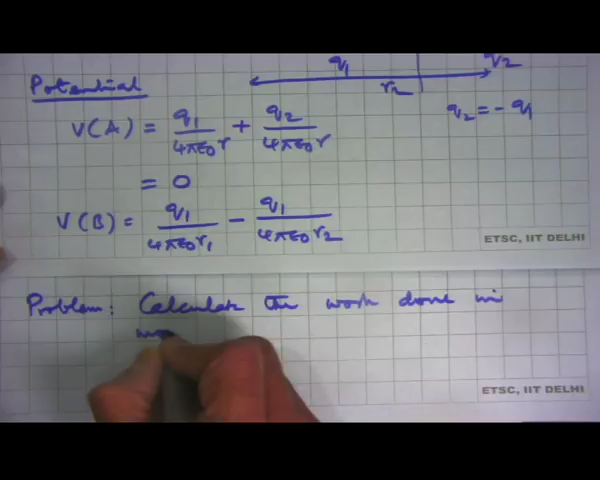 q₁ q₂
r₂
Potential
q₂ = - q₁
V(A) = q₁/4πε₀r + q₂/4πε₀r
= 0
V(B) = q₁/4πε₀r₁ - q₁/4πε₀r₂
ETSC, IIT DELHI
Problem: Calculate the work done in
ETSC, IIT DELHI